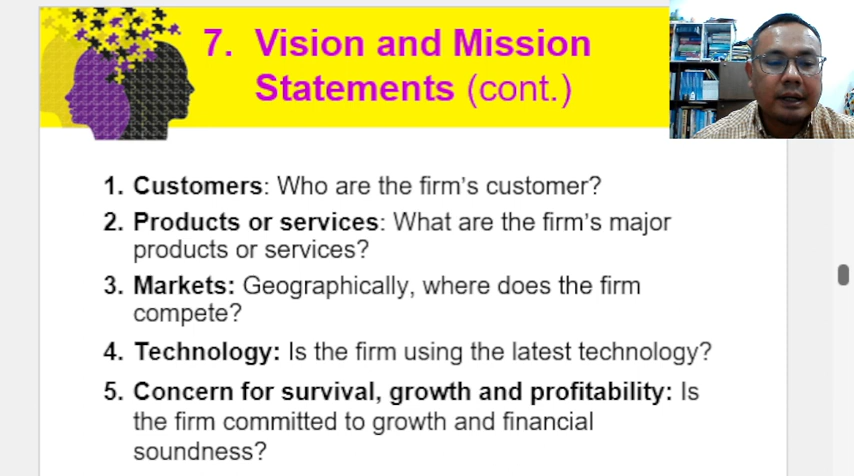 7. Vision and Mission
Statements (cont.)
1. Customers: Who are the firm's customer?
2. Products or services: What are the firm's major
products or services?
3. Markets: Geographically, where does the firm
compete?
4. Technology: Is the firm using the latest technology?
5. Concern for survival, growth and profitability: Is
the firm committed to growth and financial
soundness?